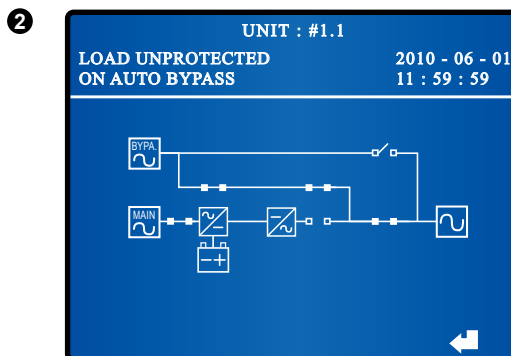 2
UNIT : #1.1
LOAD UNPROTECTED
2010 - 06 - 01
ON AUTO BYPASS
11 : 59 : 59
BYPA.
MAIN